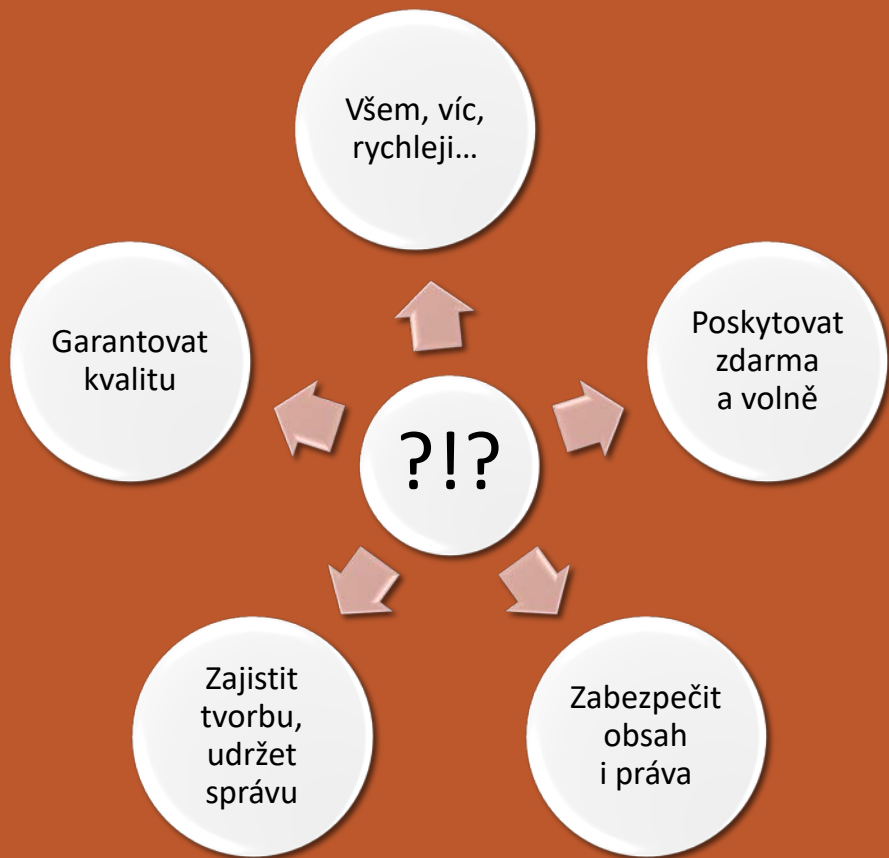 Všem, víc,
rychleji…
Garantovat
kvalitu
Poskytovat
zdarma
a volně
?!?
Zajistit
tvorbu,
udržet
správu
Zabezpečit
obsah
i práva